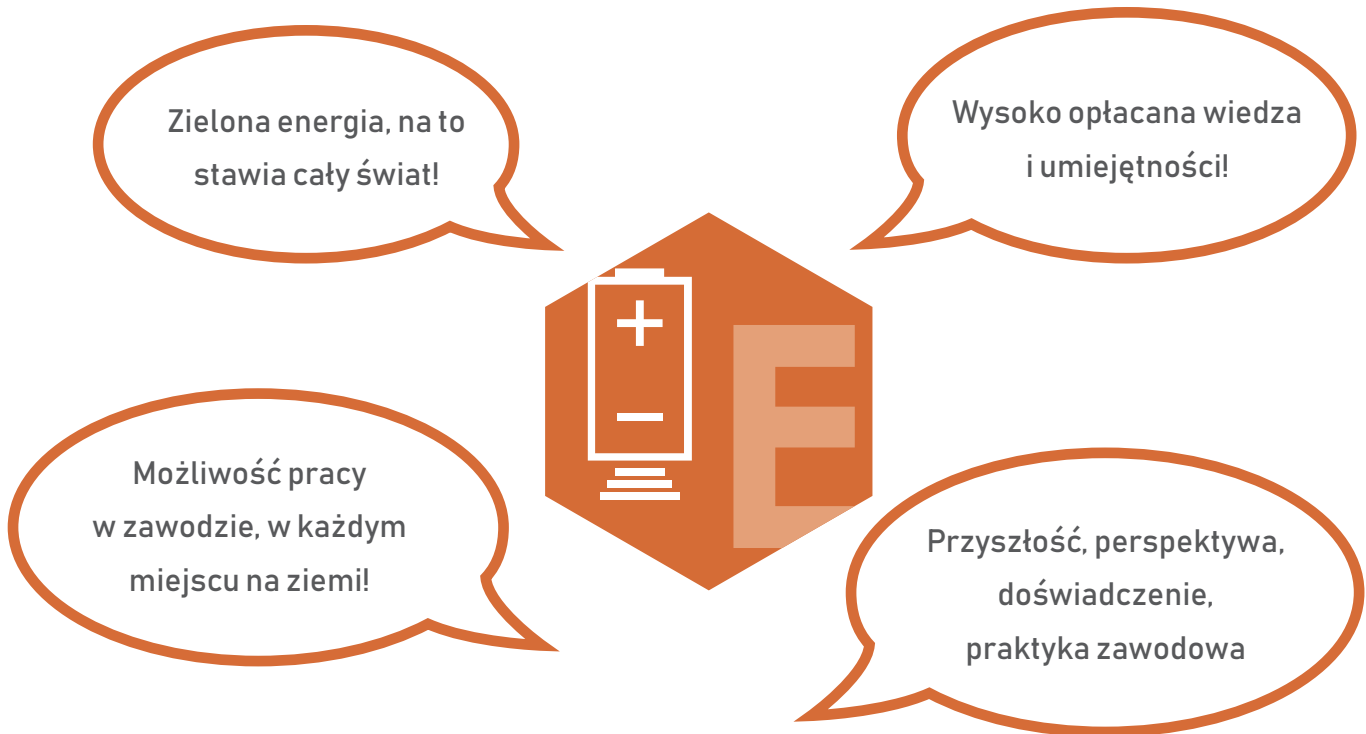 Zielona energia, na to
stawia cały świat!
Wysoko opłacana wiedza
i umiejętności!
+
E
–
Możliwość pracy
w zawodzie, w każdym
miejscu na ziemi!
Przyszłość, perspektywa,
doświadczenie,
praktyka zawodowa